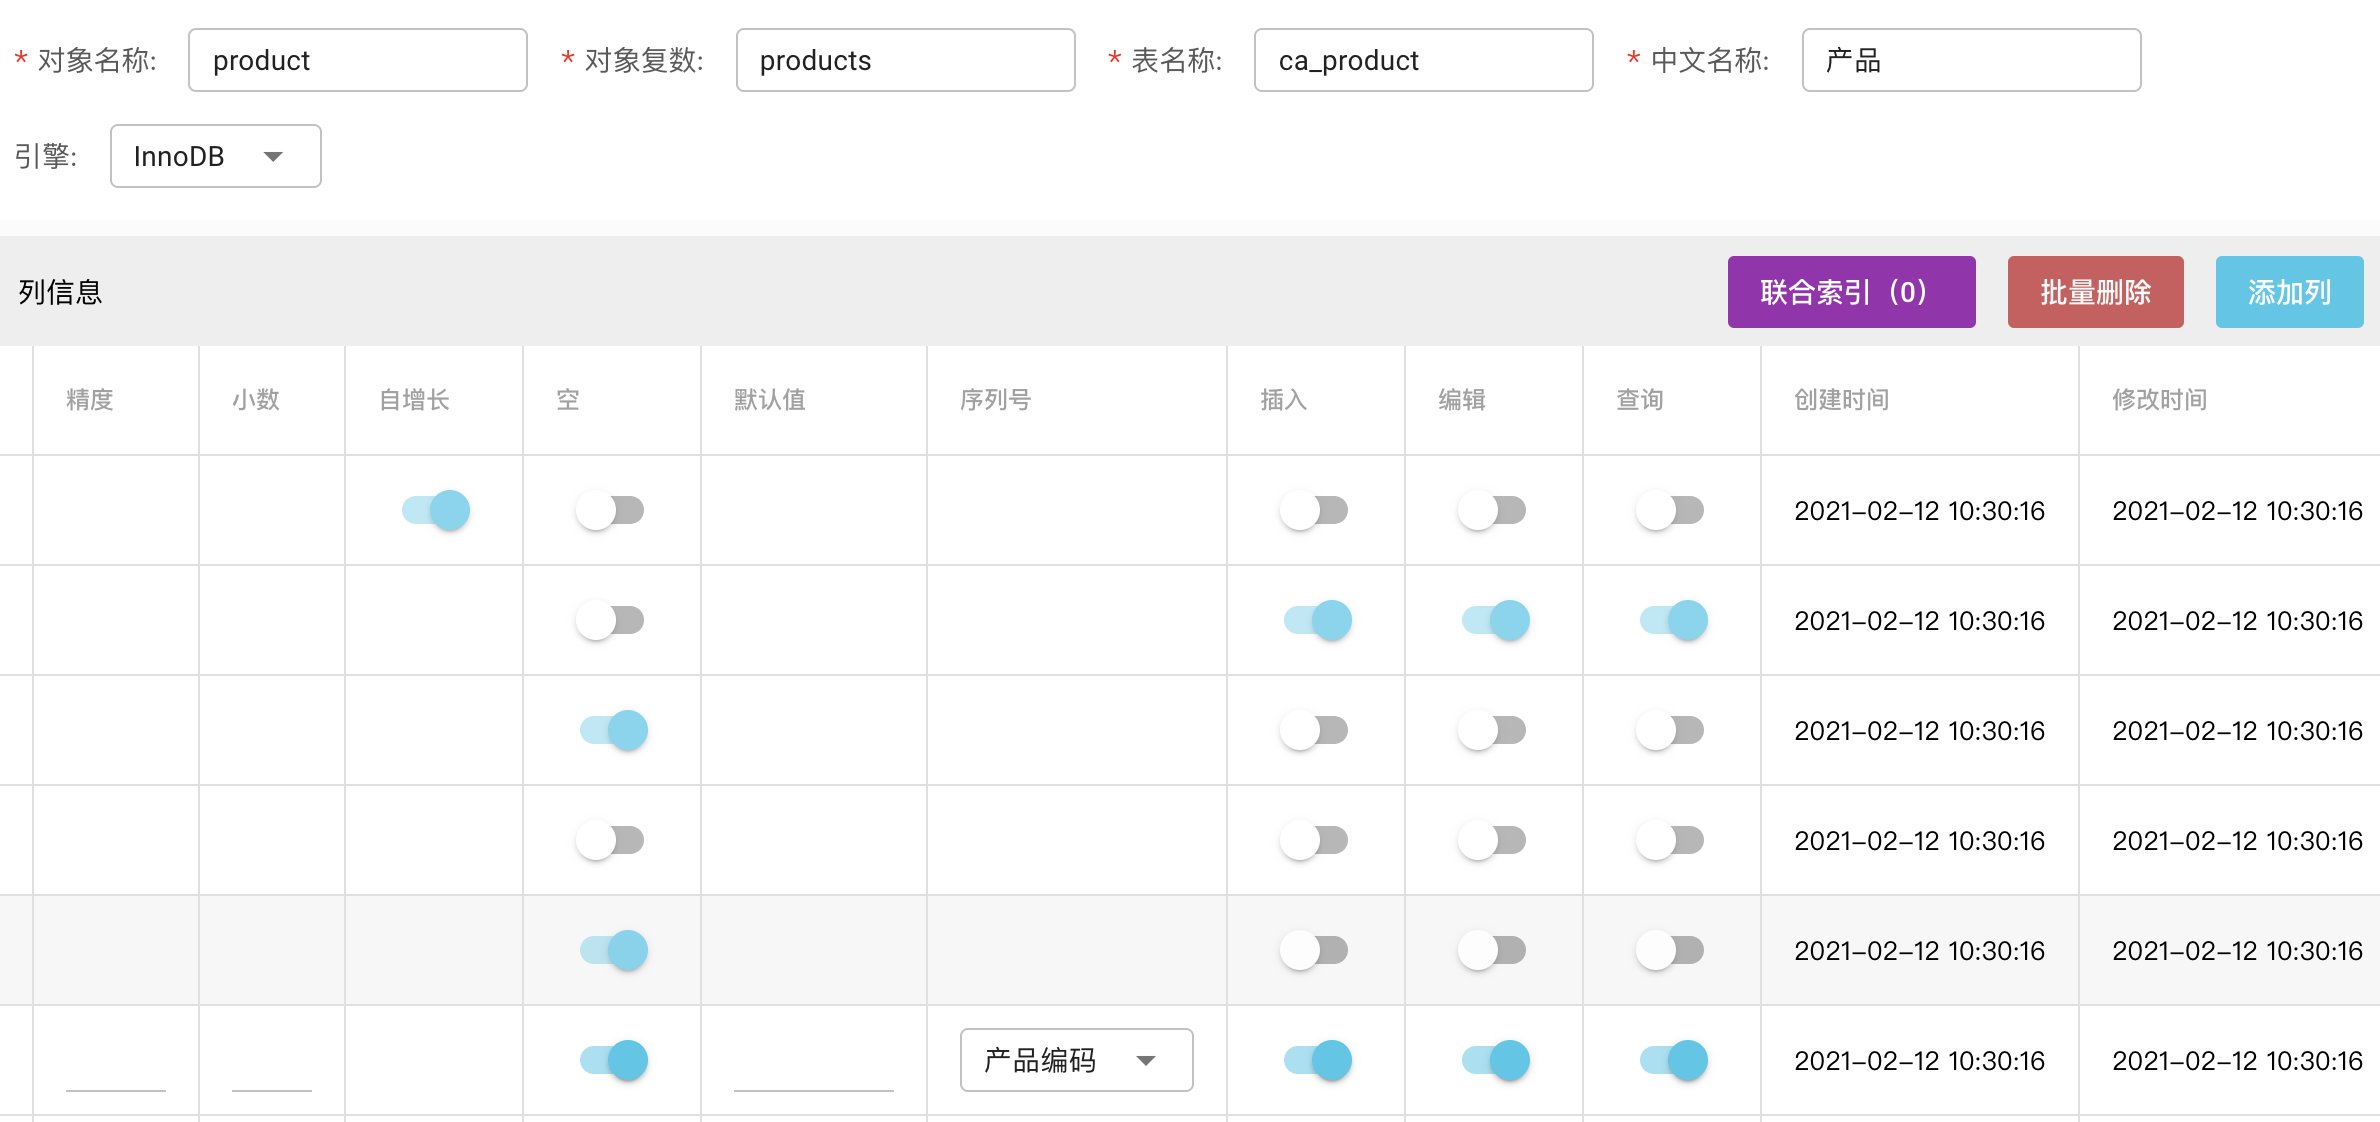 * 对象名称: product * 对象复数: products * 表名称: ca_product * 中文名称: 产品
引擎: InnoDB
列信息 联合索引（0） 批量删除 添加列
精度 小数 自增长 空 默认值 序列号 插入 编辑 查询 创建时间 修改时间
2021-02-12 10:30:16 2021-02-12 10:30:16
2021-02-12 10:30:16 2021-02-12 10:30:16
2021-02-12 10:30:16 2021-02-12 10:30:16
2021-02-12 10:30:16 2021-02-12 10:30:16
2021-02-12 10:30:16 2021-02-12 10:30:16
产品编码 2021-02-12 10:30:16 2021-02-12 10:30:16